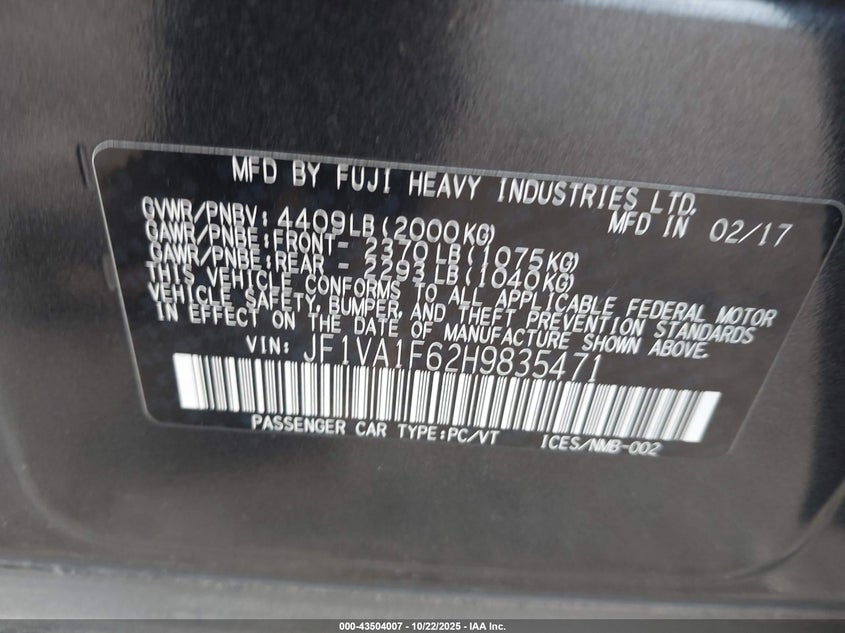 MFD BY FUJI HEAVY INDUSTRIES LTD.
MFD IN 02/17
GVWR/PNBV: 4409LB(2000KG)
GAWR/PNBE:FRONT- 2370LB(1075KG)
GAWR/PNBE:REAR - 2293LB(1040KG)
THIS VEHICLE CONFORMS TO ALL APPLICABLE FEDERAL MOTOR
VEHICLE SAFETY, BUMPER, AND THEFT PREVENTION STANDARDS
IN EFFECT ON THE DATE OF MANUFACTURE SHOWN ABOVE.
VIN: JF1VA1F62H9835471
PASSENGER CAR TYPE:PC/VT ICES/NMB-002
000-43504007 - 10/22/2025 - IAA Inc.